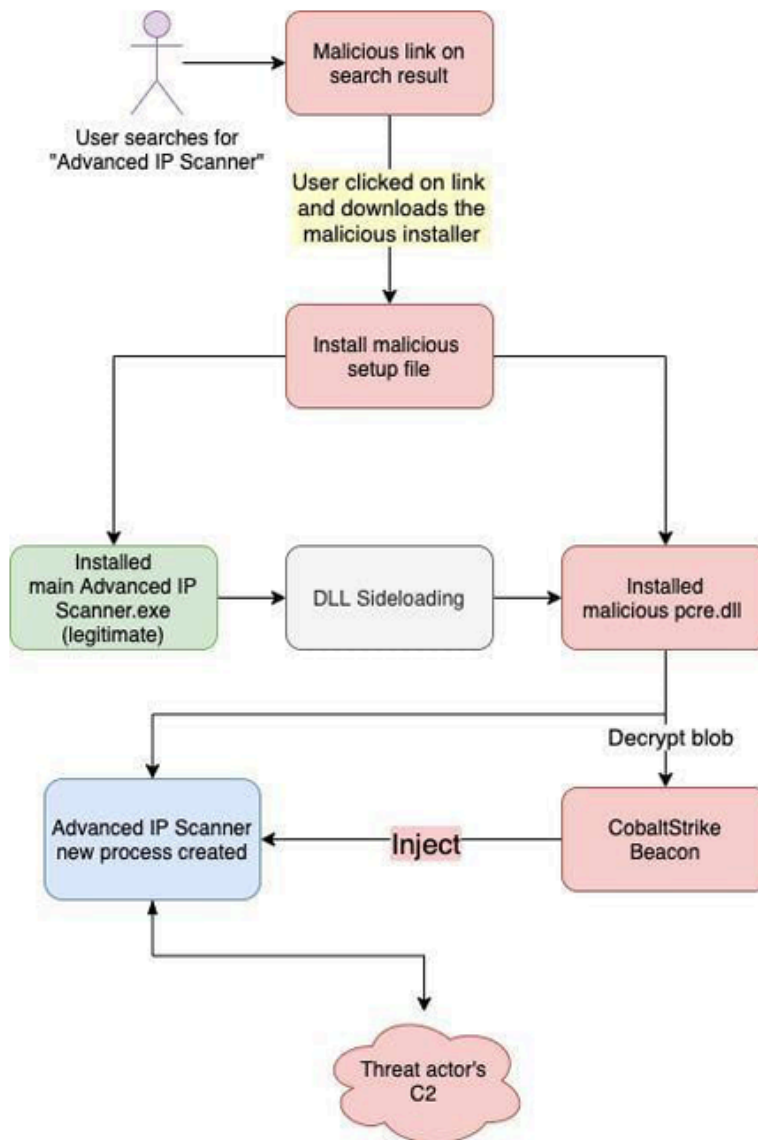 Malicious link on
search result
User searches for
"Advanced IP Scanner"
User clicked on link
and downloads the
malicious installer
Install malicious
setup file
Installed
main Advanced IP
Scanner.exe
(legitimate)
DLL Sideloading
Installed
malicious pcre.dll
Decrypt blob
Advanced IP Scanner
new process created
Inject
CobaltStrike
Beacon
Threat actor's
C2